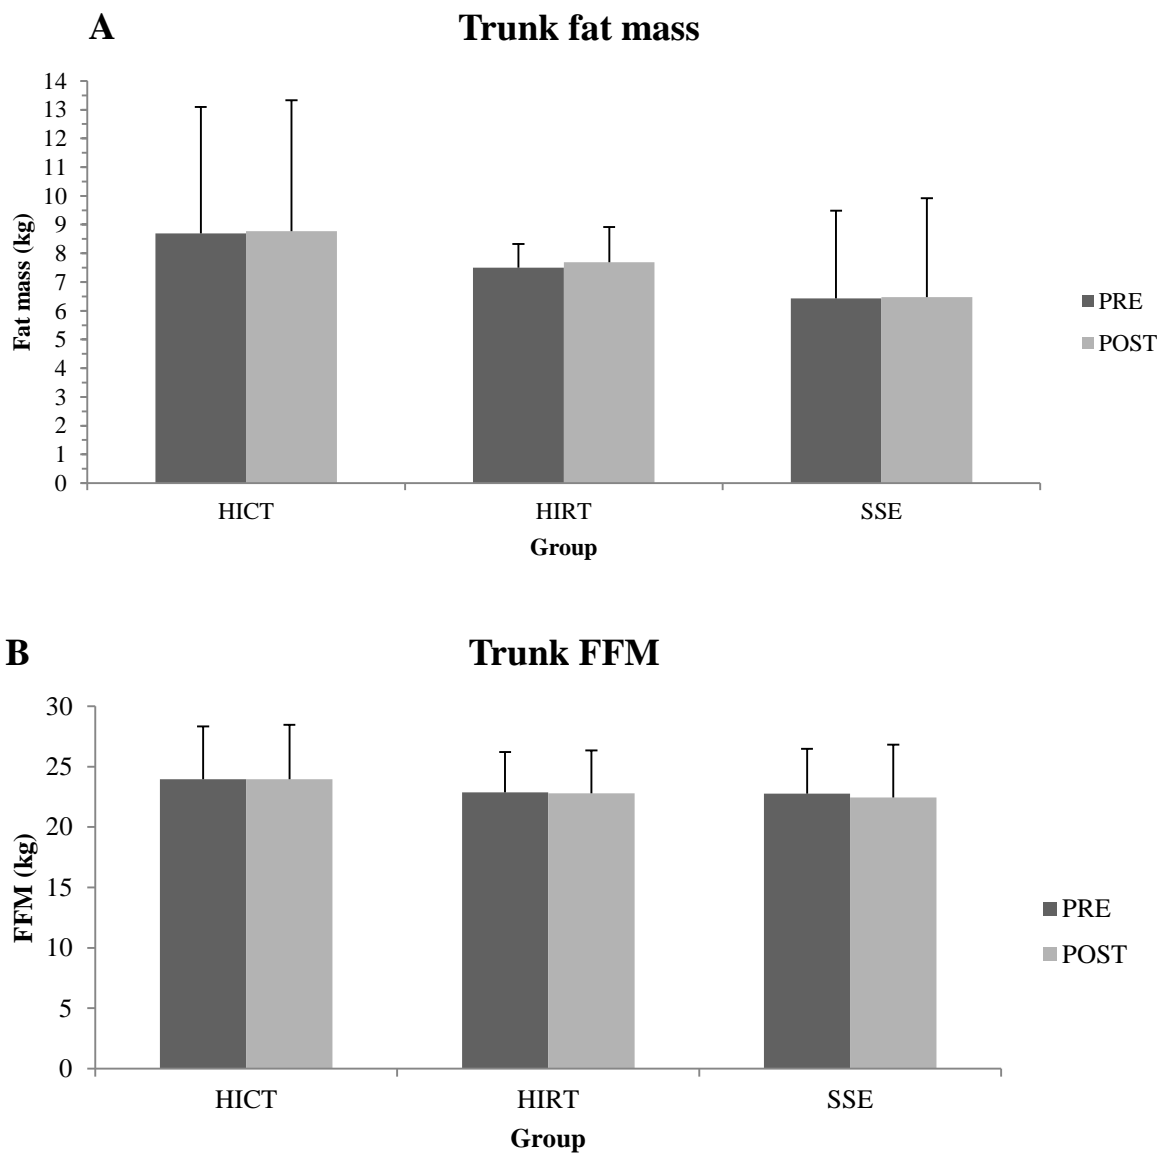 A
Trunk fat mass
14
13
12
11
10
9
8
7
6
5
4
3
2
1
0
Fat mass (kg)
HICT HIRT SSE
Group
PRE
POST
B
Trunk FFM
30
25
20
15
10
5
0
FFM (kg)
HICT HIRT SSE
Group
PRE
POST